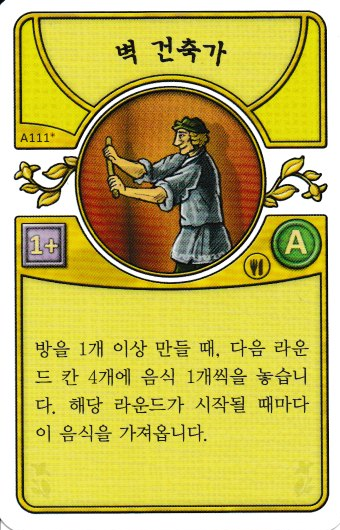 벽 건축가
A111*
1+
A
방을 1개 이상 만들 때, 다음 라운
드 칸 4개에 음식 1개씩을 놓습니
다. 해당 라운드가 시작될 때마다
이 음식을 가져옵니다.